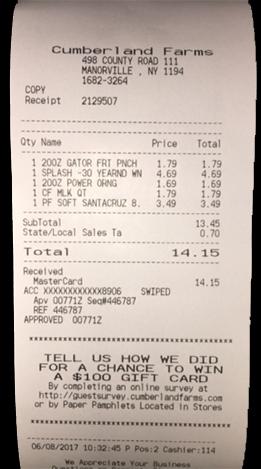 Cumberland Farms
498 COUNTY ROAD 111
MANORVILLE , NY 1194
1682-3264
COPY
Receipt 2129507
Qty Name Price Total
1 20OZ GATOR FRT PNCH 1.79 1.79
1 SPLASH -30 YEARND WN 4.69 4.69
1 20OZ POWER ORNG 1.69 1.69
1 CF MLK QT 1.79 1.79
1 PF SOFT SANTACRUZ 8. 3.49 3.49
SubTotal 13.45
State/Local Sales Ta 0.70
Total 14.15
Received
MasterCard 14.15
ACC XXXXXXXXXXXX8906 SWIPED
Apv 00771Z Seq#446787
REF 446787
APPROVED 00771Z
****************************************
TELL US HOW WE DID
FOR A CHANCE TO WIN
A $100 GIFT CARD
By completing an online survey at
http://guestsurvey.cumberlandfarms.com
or by Paper Pamphlets Located in Stores
****************************************
06/08/2017 10:32:45 P Pos:2 Cashier:114
We Appreciate Your Business